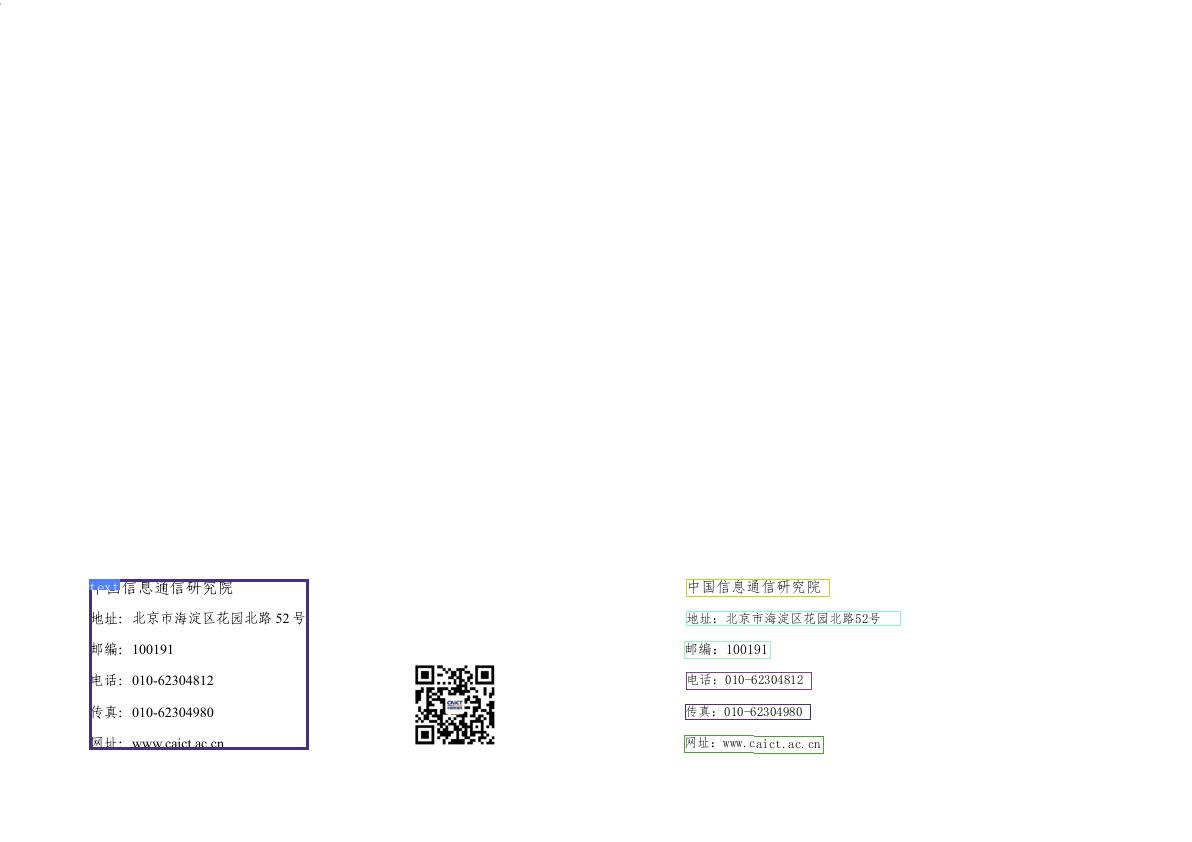 text
中国信息通信研究院
地址：北京市海淀区花园北路 52 号
邮编：100191
电话：010-62304812
传真：010-62304980
网址：www.caict.ac.cn
CAICT
中国信息通信研究院
地址：北京市海淀区花园北路52号
邮编：100191
电话：010-62304812
传真：010-62304980
网址：www.caict.ac.cn